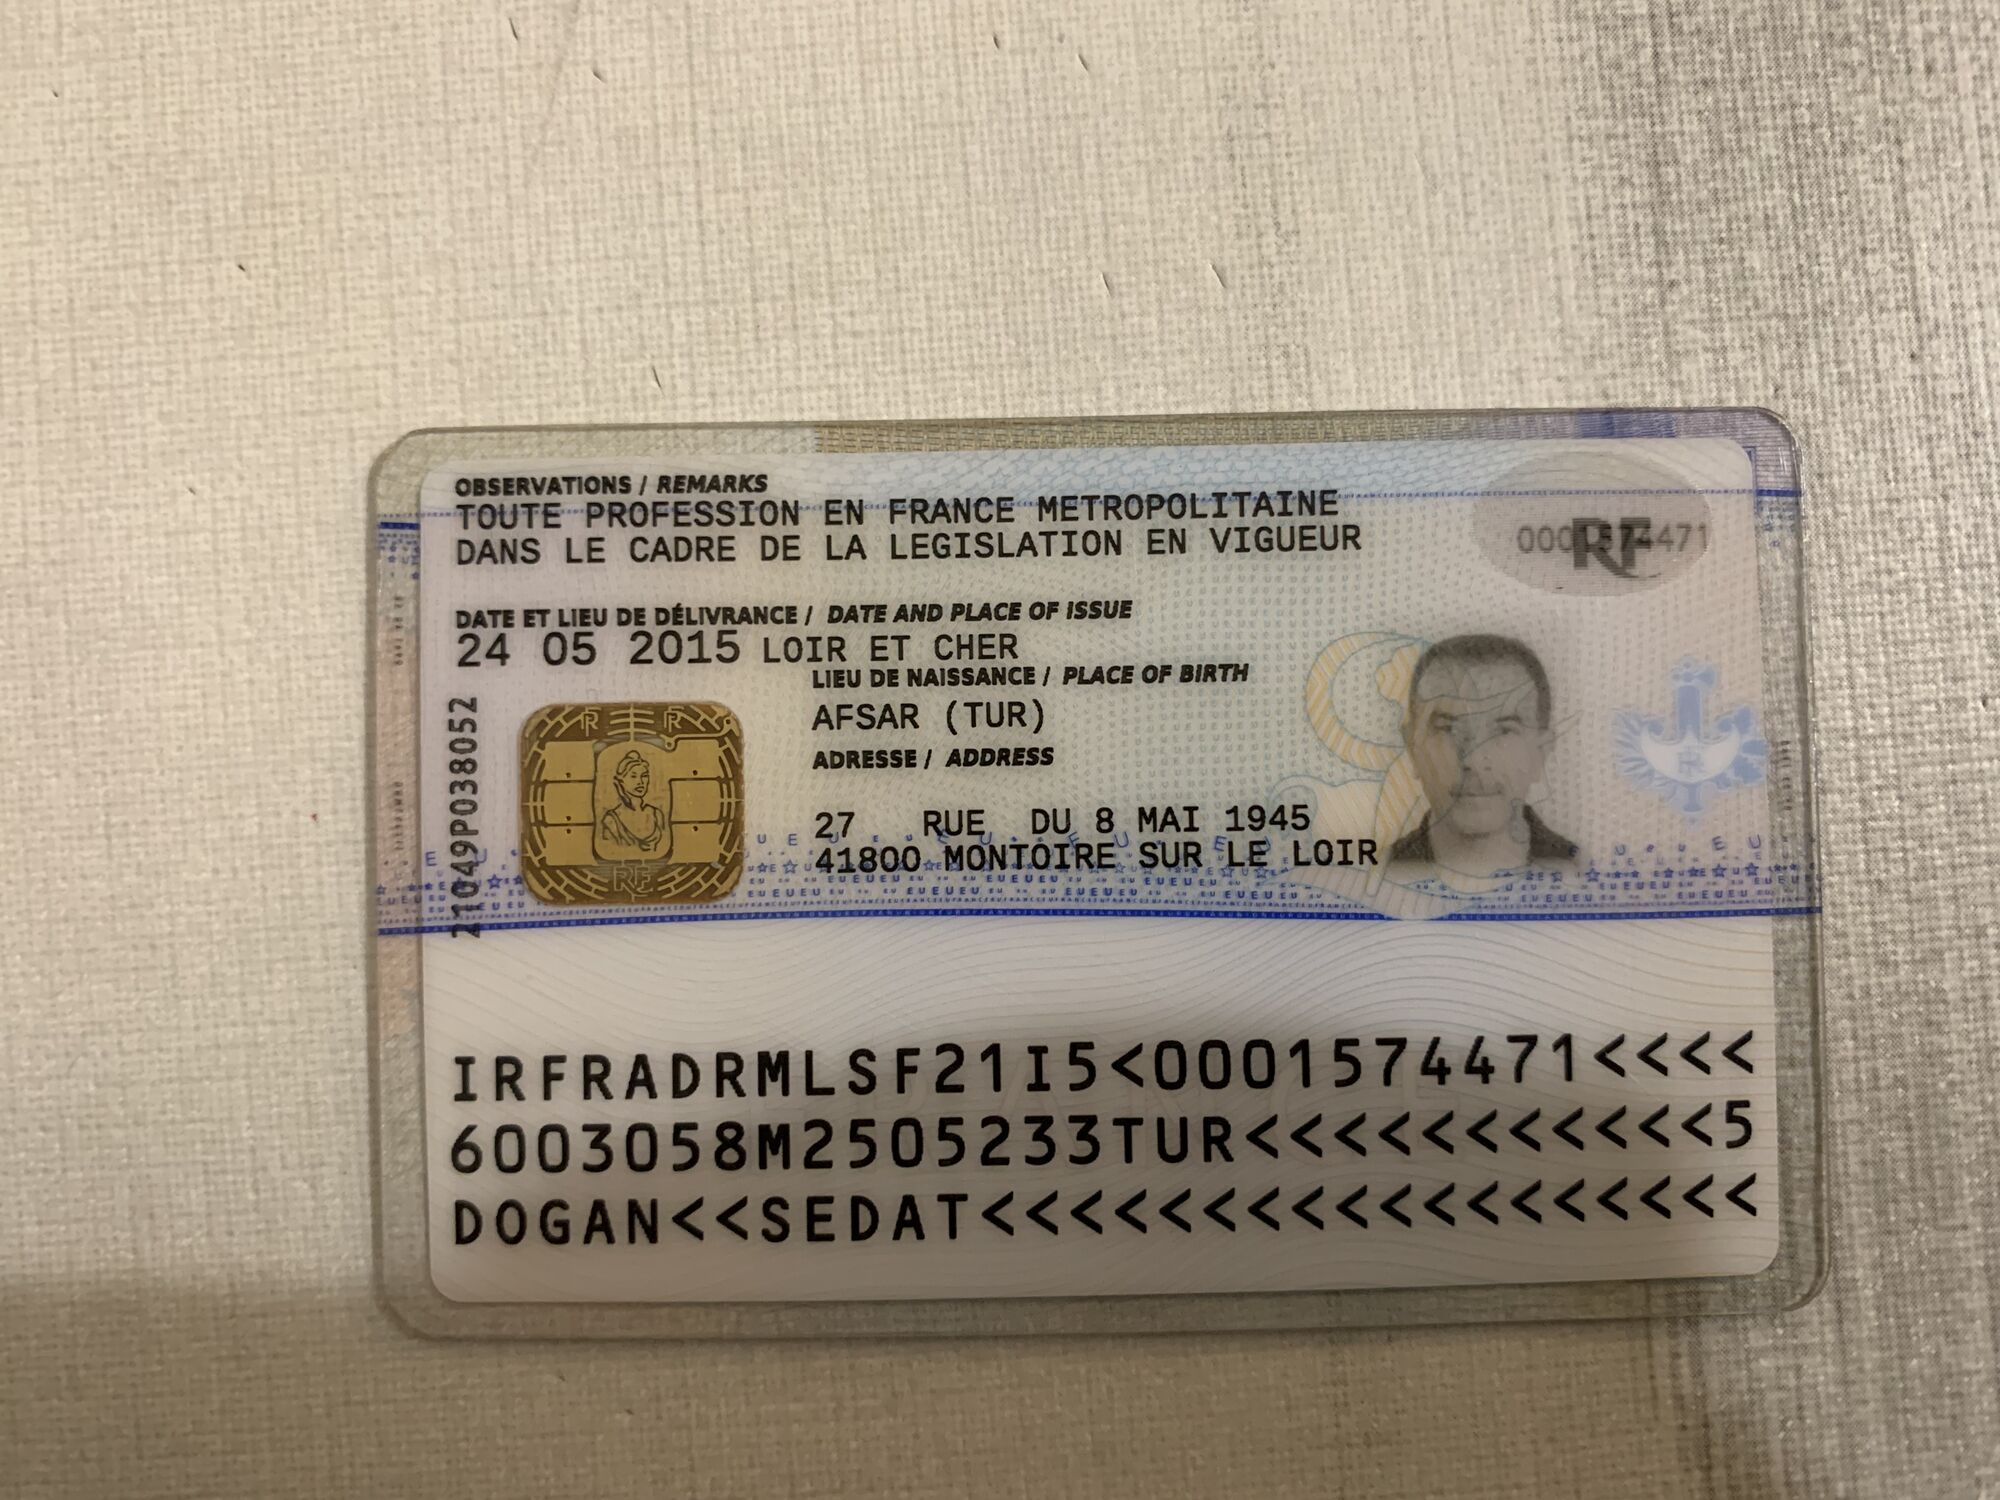 OBSERVATIONS / REMARKS
TOUTE PROFESSION EN FRANCE METROPOLITAINE
DANS LE CADRE DE LA LEGISLATION EN VIGUEUR
RF
DATE ET LIEU DE DÉLIVRANCE / DATE AND PLACE OF ISSUE
24 05 2015 LOIR ET CHER
LIEU DE NAISSANCE / PLACE OF BIRTH
AFSAR (TUR)
ADRESSE / ADDRESS
27 RUE DU 8 MAI 1945
41800 MONTOIRE SUR LE LOIR
21049P038052
RF
IRFRADRMLSF21I5<0001574471<<<<
6003058M2505233TUR<<<<<<<<<<<5
DOGAN<<SEDAT<<<<<<<<<<<<<<<<<<